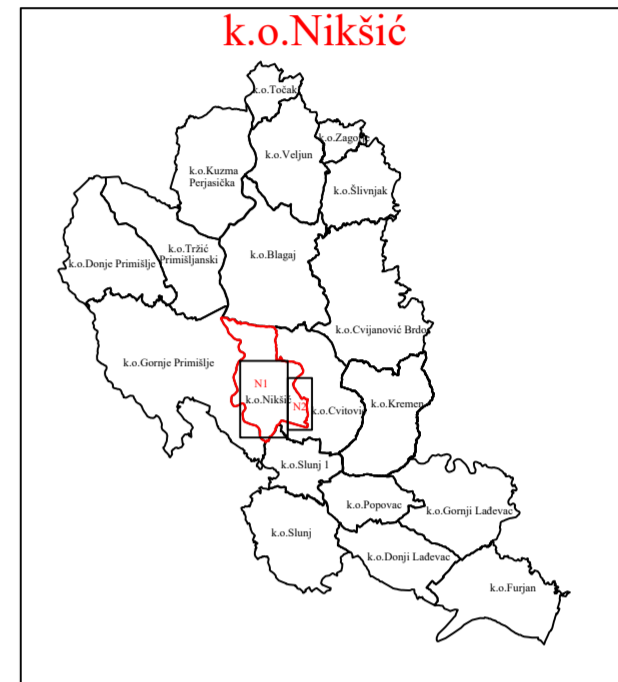 k.o.Nikšić
k.o.Točak
k.o.Zagorje
k.o.Veljun
k.o.Kuzma
Perjasička
k.o.Šlivnjak
k.o.Tržić
Primišljanski
k.o.Blagaj
k.o.Donje Primišlje
k.o.Cvijanović Brdo
k.o.Gornje Primišlje
N1
k.o.Nikšić
N2
k.o.Cvitović
k.o.Kremen
k.o.Slunj 1
k.o.Popovac
k.o.Gornji Lađevac
k.o.Slunj
k.o.Donji Lađevac
k.o.Furjan